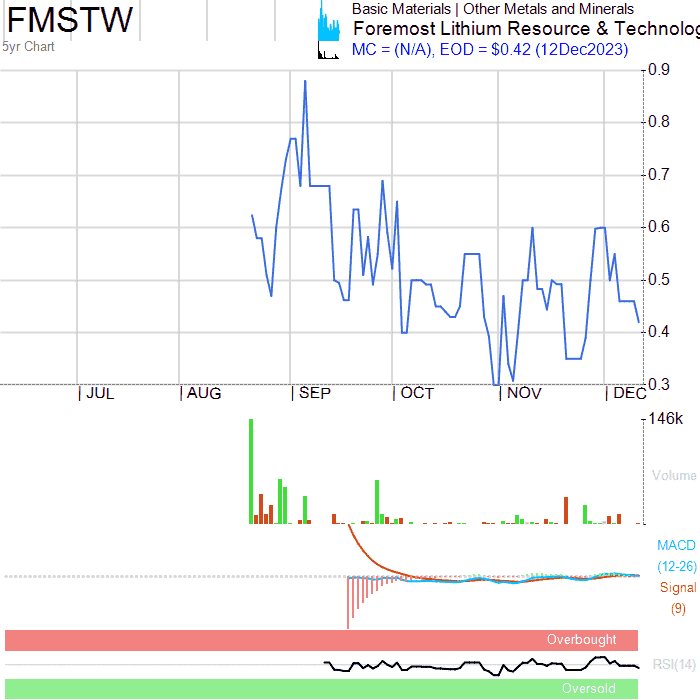 FMSTW
5yr Chart
Basic Materials | Other Metals and Minerals
Foremost Lithium Resource & Technolog
MC = (N/A), EOD = $0.42 (12Dec2023)
0.9
0.8
0.7
0.6
0.5
0.4
0.3
JUL AUG SEP OCT NOV DEC
146k
Volume
MACD
(12-26)
Signal
(9)
Overbought
RSI(14)
Oversold